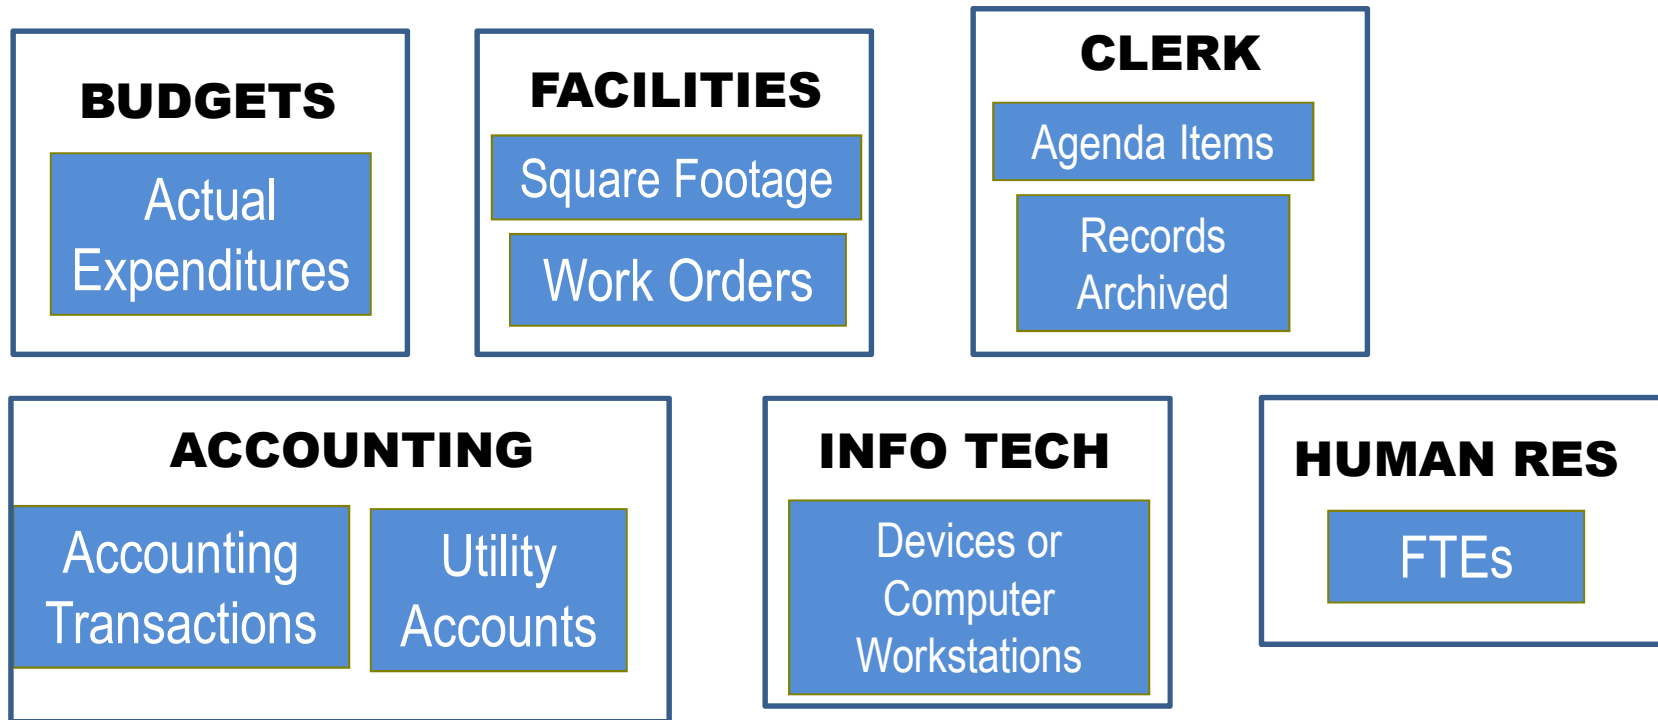 BUDGETS
Actual
Expenditures
FACILITIES
Square Footage
Work Orders
CLERK
Agenda Items
Records
Archived
ACCOUNTING
Accounting
Transactions
Utility
Accounts
INFO TECH
Devices or
Computer
Workstations
HUMAN RES
FTEs